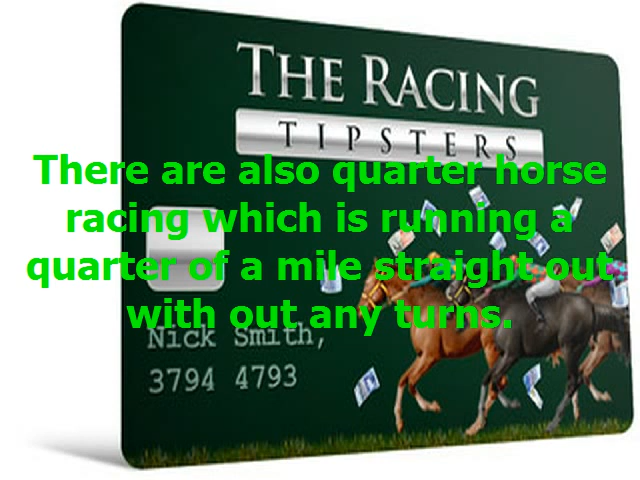 THE RACING
TIPSTERS
There are also quarter horse
racing which is running a
quarter of a mile straight out
with out any turns.
Nick Smith,
3794 4793